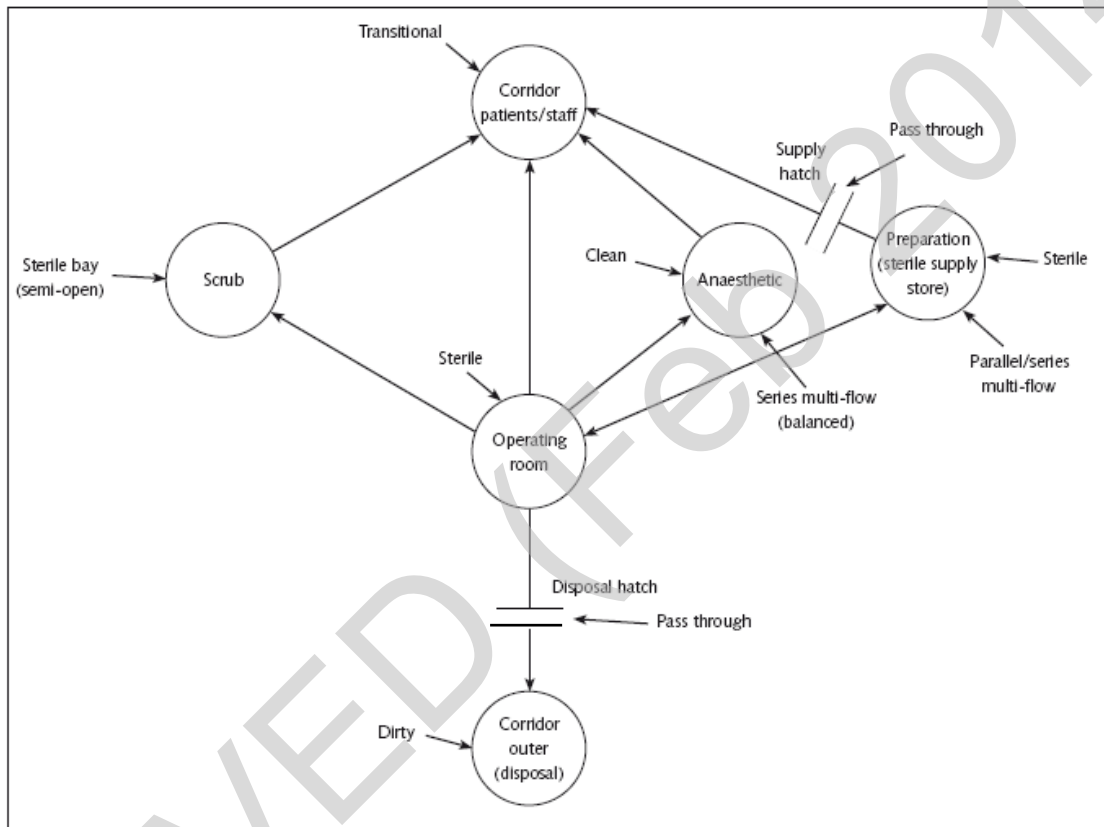 Transitional
Corridor
patients/staff
Pass through
Supply
hatch
Sterile bay
(semi-open)
Scrub
Clean
Anaesthetic
Preparation
(sterile supply
store)
Sterile
Sterile
Parallel/series
multi-flow
Series multi-flow
(balanced)
Operating
room
Disposal hatch
Pass through
Dirty
Corridor
outer
(disposal)